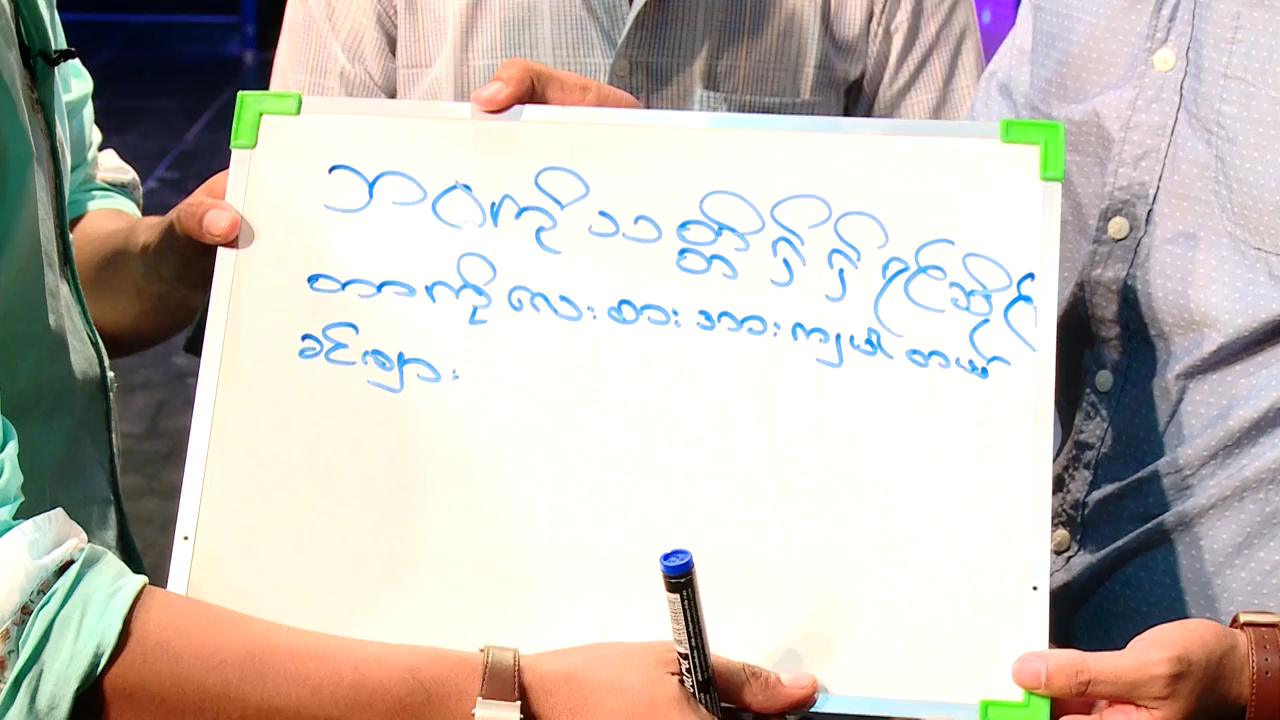 ဘဝကို သတ္တိရှိရှိ ရင်ဆိုင်
တာကို လေးစား အားကျပါ တယ်
ခင်ဗျား